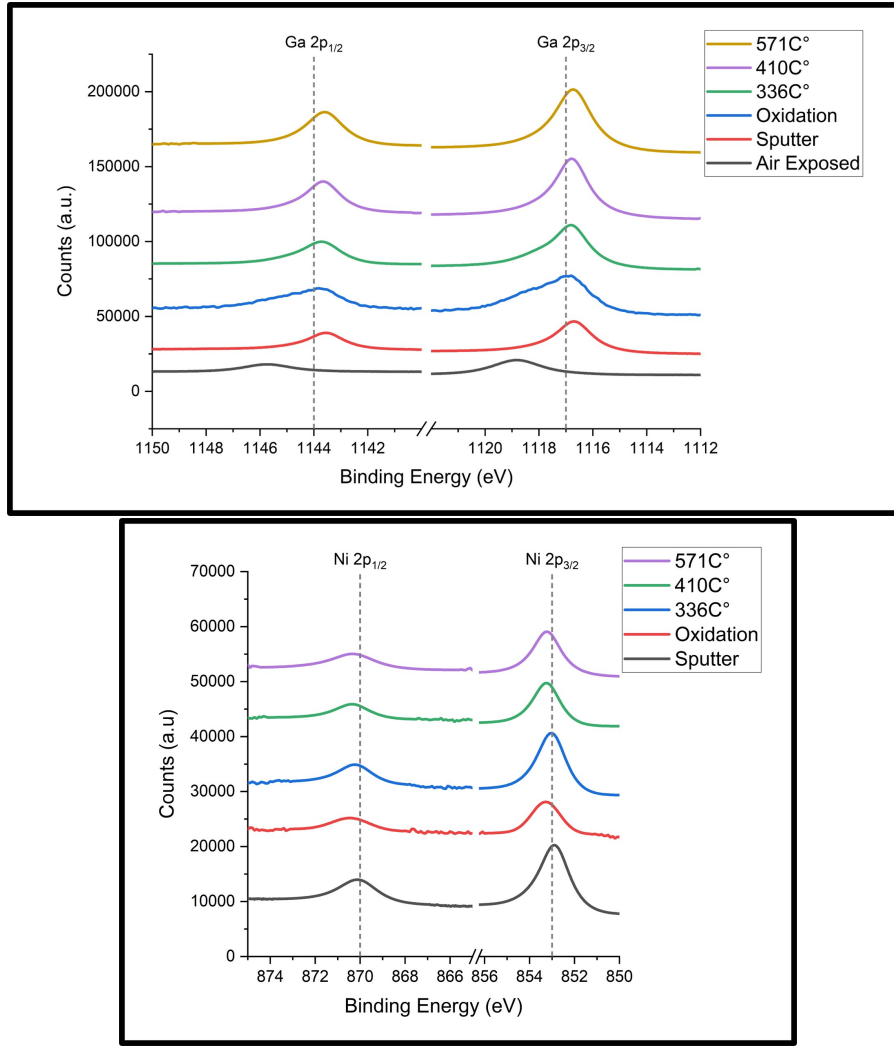 Ga 2p1/2 Ga 2p3/2
571C°
410C°
336C°
Oxidation
Sputter
Air Exposed
200000
150000
100000
50000
0
Counts (a.u.)
1150 1148 1146 1144 1142 1120 1118 1116 1114 1112
Binding Energy (eV)
Ni 2p1/2 Ni 2p3/2
571C°
410C°
336C°
Oxidation
Sputter
70000
60000
50000
40000
30000
20000
10000
0
Counts (a.u)
874 872 870 868 866 856 854 852 850
Binding Energy (eV)